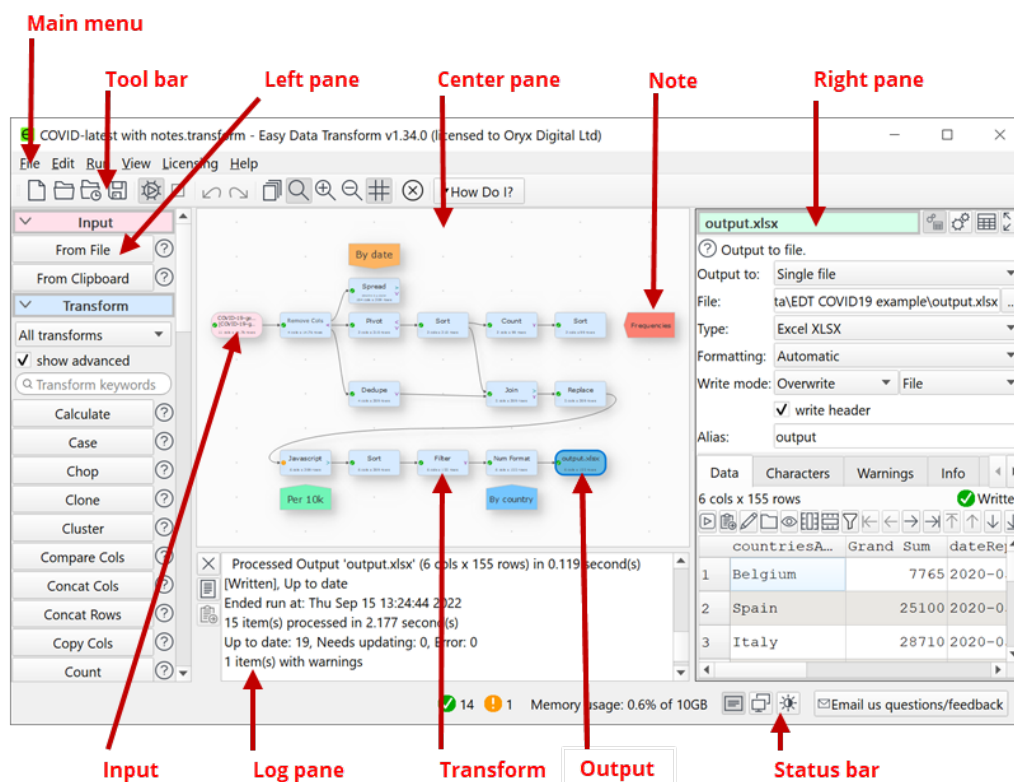 Main menu
Tool bar
Left pane
Center pane
Note
Right pane
COVID-latest with notes.transform - Easy Data Transform v1.34.0 (licensed to Oryx Digital Ltd)
File Edit Run View Licensing Help
How Do I?
Input
From File
From Clipboard
Transform
All transforms
show advanced
Transform keywords
Calculate
Case
Chop
Clone
Cluster
Compare Cols
Concat Cols
Concat Rows
Copy Cols
Count
By date
Spread
Remove Cols
Pivot
Sort
Count
Sort
Frequencies
Dedupe
Join
Replace
Javascript
Sort
Filter
Num Format
output.xlsx
Per 10k
By country
Processed Output 'output.xlsx' (6 cols x 155 rows) in 0.119 second(s)
[Written], Up to date
Ended run at: Thu Sep 15 13:24:44 2022
15 item(s) processed in 2.177 second(s)
Up to date: 19, Needs updating: 0, Error: 0
1 item(s) with warnings
output.xlsx
Output to file.
Output to: Single file
File: ta\EDT COVID19 example\output.xlsx ...
Type: Excel XLSX
Formatting: Automatic
Write mode: Overwrite File
write header
Alias: output
Data Characters Warnings Info
6 cols x 155 rows Writte
countriesA... Grand Sum dateRep
1 Belgium 7765 2020-0
2 Spain 25100 2020-0
3 Italy 28710 2020-0
14 1 Memory usage: 0.6% of 10GB Email us questions/feedback
Input
Log pane
Transform
Output
Status bar